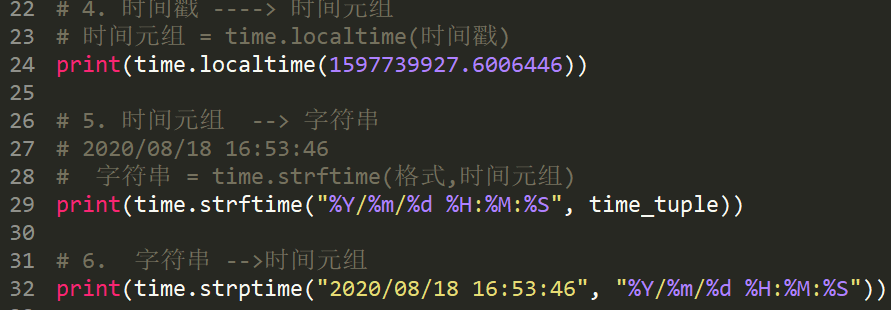 22 # 4. 时间戳 ----> 时间元组
23 # 时间元组 = time.localtime(时间戳)
24 print(time.localtime(1597739927.6006446))
25
26 # 5. 时间元组  --> 字符串
27 # 2020/08/18 16:53:46
28 #  字符串 = time.strftime(格式,时间元组)
29 print(time.strftime("%Y/%m/%d %H:%M:%S", time_tuple))
30
31 # 6.  字符串 -->时间元组
32 print(time.strptime("2020/08/18 16:53:46", "%Y/%m/%d %H:%M:%S"))